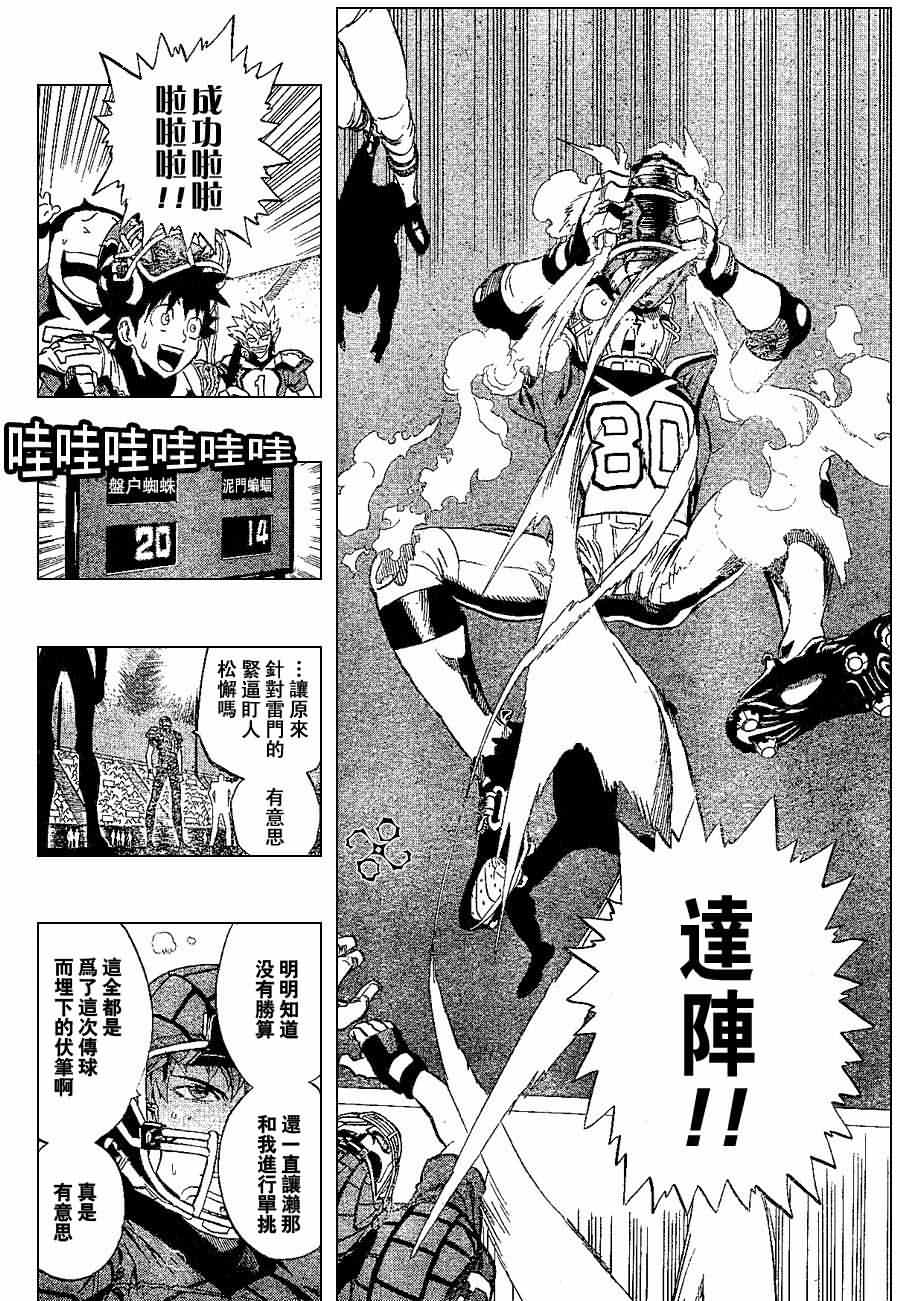 80
達陣!!
成功啦啦
啦啦啦!!
1
哇哇哇哇哇哇
盤户蜘蛛
泥門蝙蝠
20
14
…讓原來
針對雷門的
緊逼盯人
松懈嗎
有意思
明明知道
没有勝算
還一直讓瀨那
和我進行單挑
這全都是
爲了這次傳球
而埋下的伏筆啊
真是
有意思